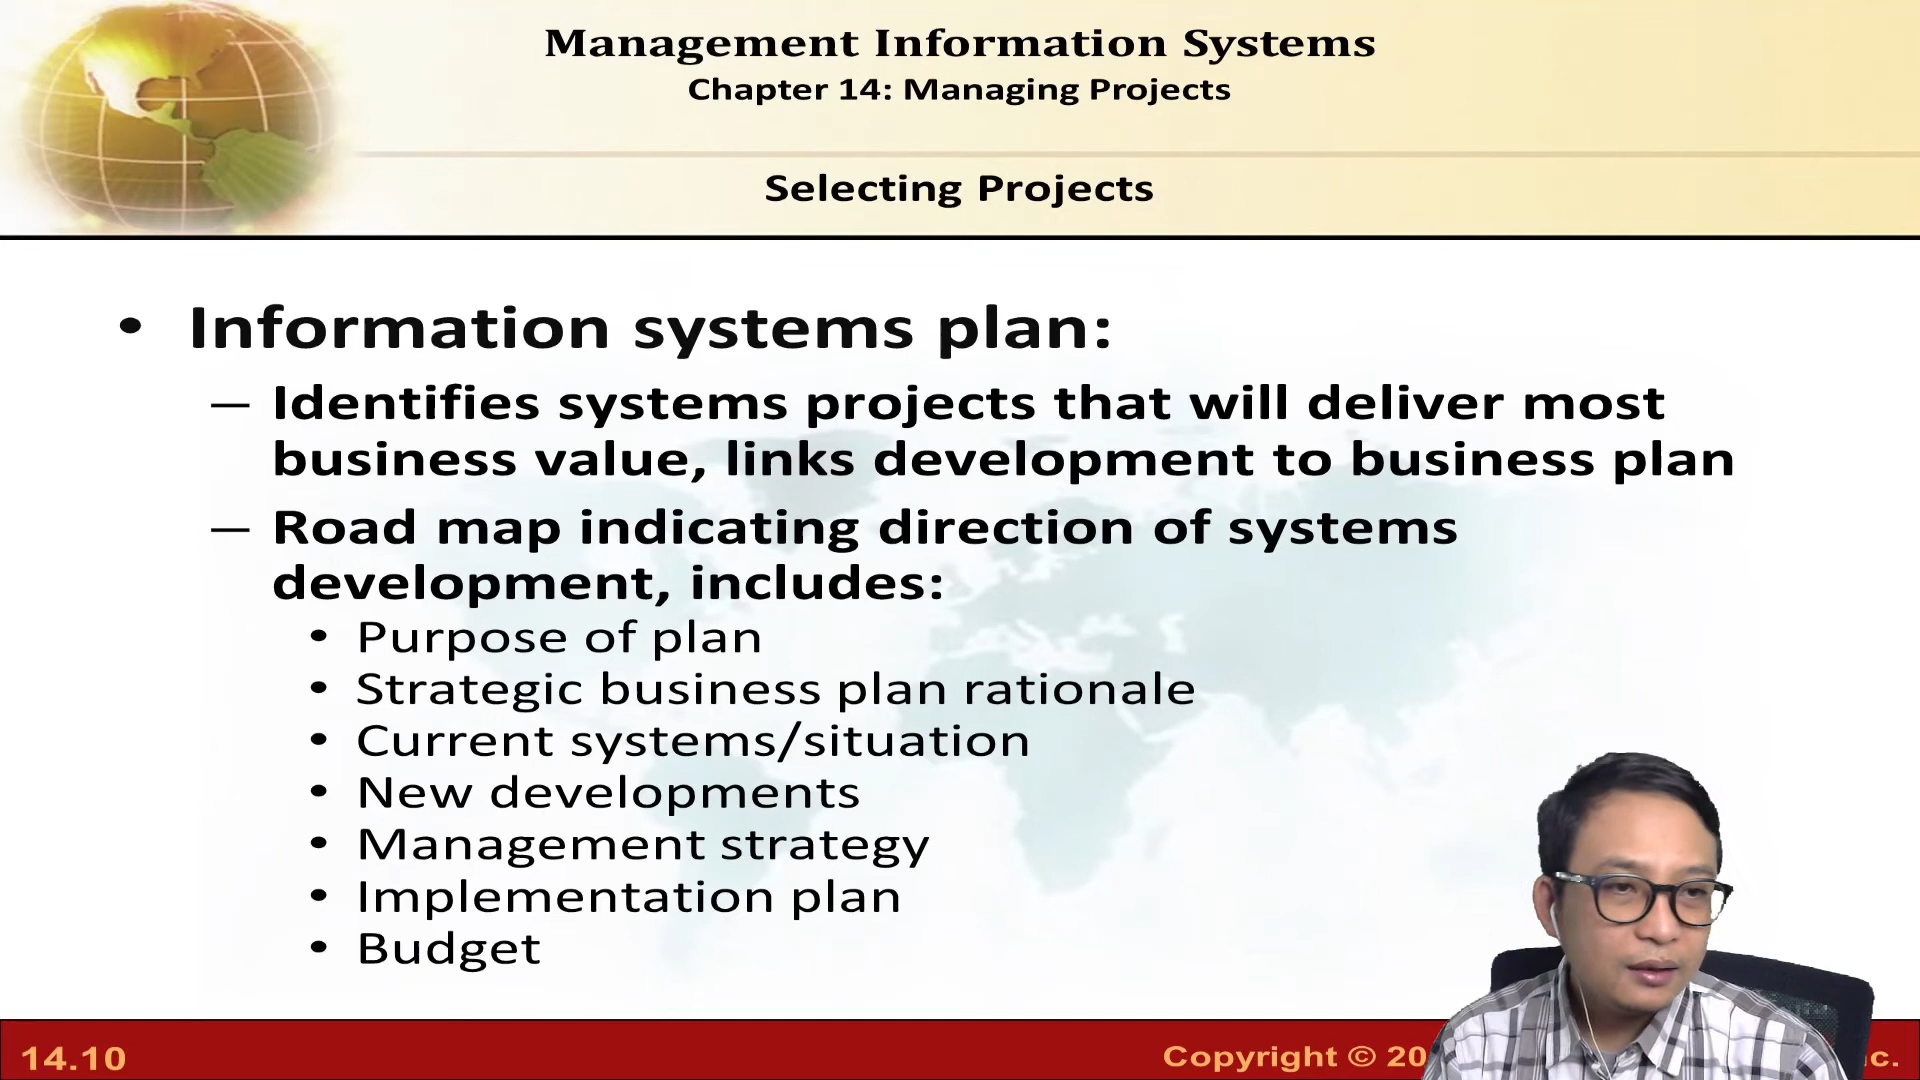 Management Information Systems
Chapter 14: Managing Projects
Selecting Projects
• Information systems plan:
– Identifies systems projects that will deliver most
business value, links development to business plan
– Road map indicating direction of systems
development, includes:
• Purpose of plan
• Strategic business plan rationale
• Current systems/situation
• New developments
• Management strategy
• Implementation plan
• Budget
14.10
Copyright © 20